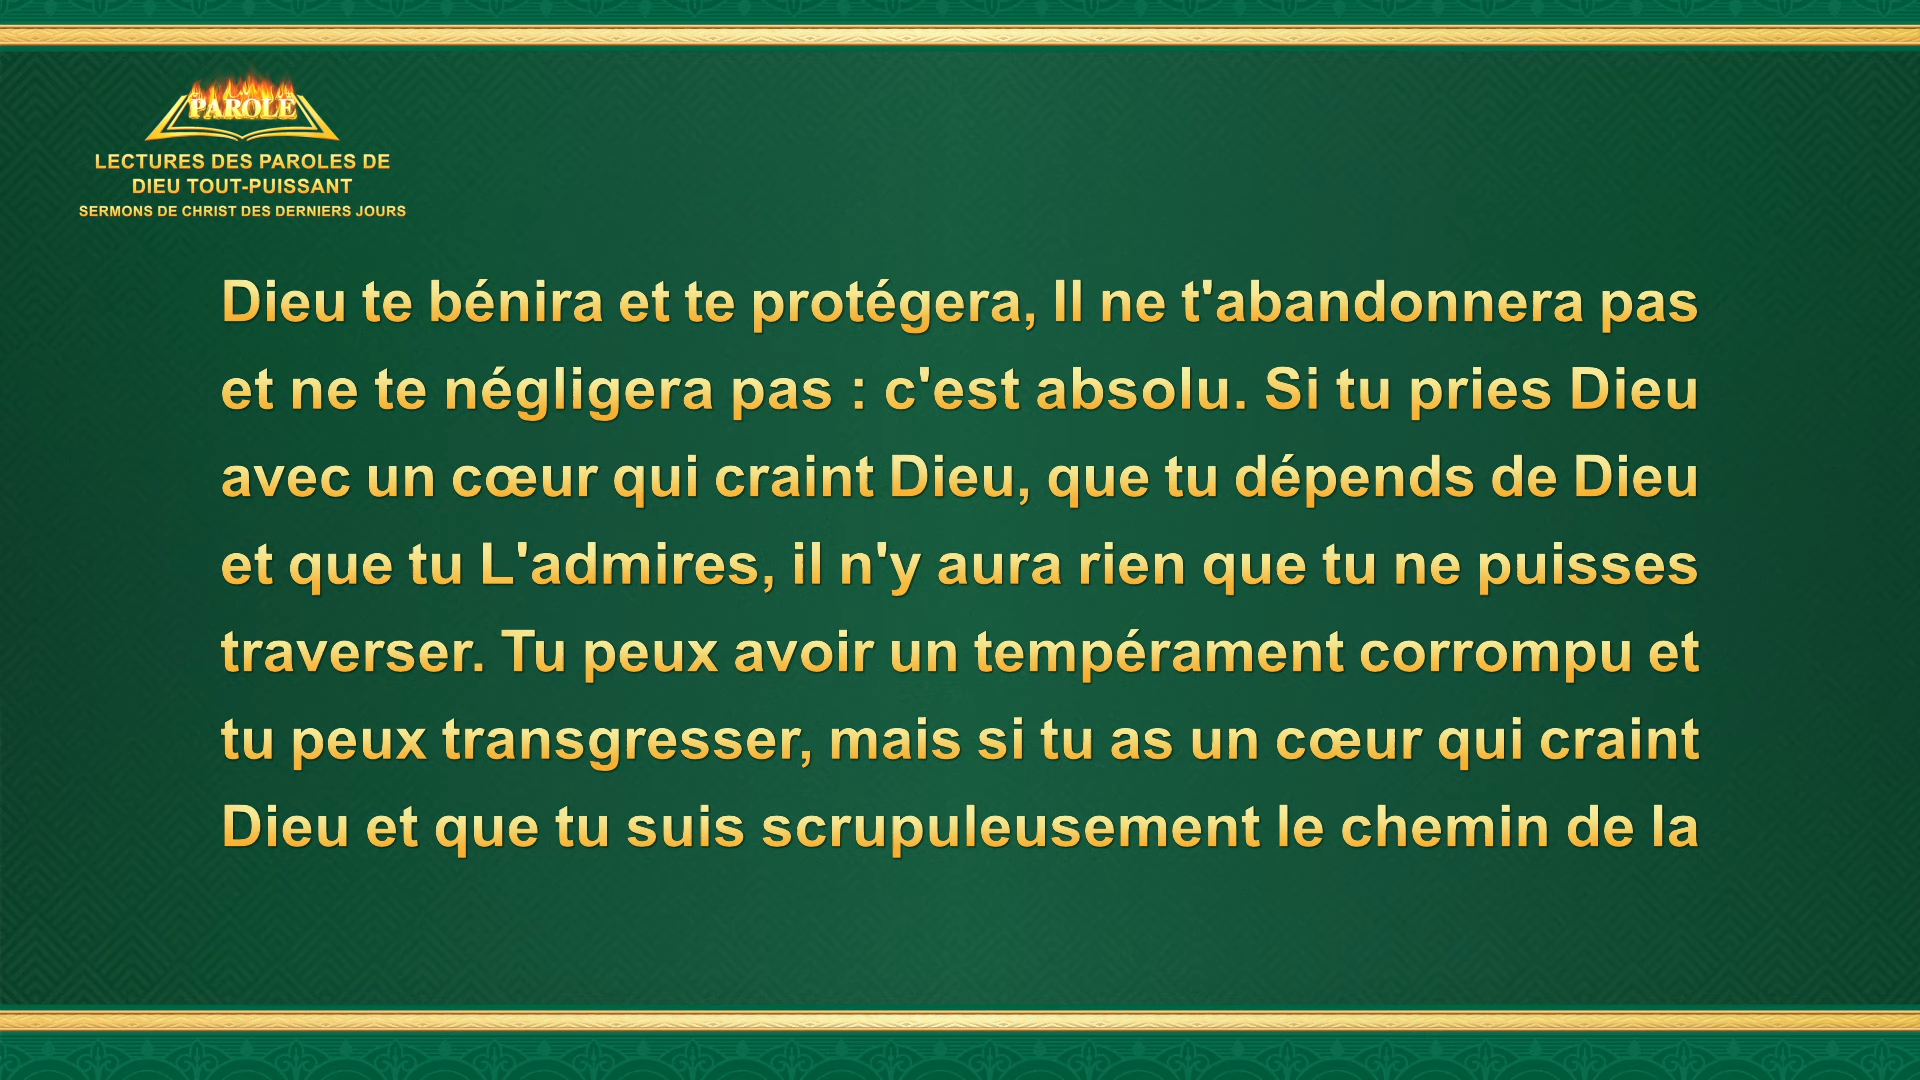 PAROLE
LECTURES DES PAROLES DE
DIEU TOUT-PUISSANT
SERMONS DE CHRIST DES DERNIERS JOURS
Dieu te bénira et te protégera, Il ne t'abandonnera pas
et ne te négligera pas : c'est absolu. Si tu pries Dieu
avec un cœur qui craint Dieu, que tu dépends de Dieu
et que tu L'admires, il n'y aura rien que tu ne puisses
traverser. Tu peux avoir un tempérament corrompu et
tu peux transgresser, mais si tu as un cœur qui craint
Dieu et que tu suis scrupuleusement le chemin de la